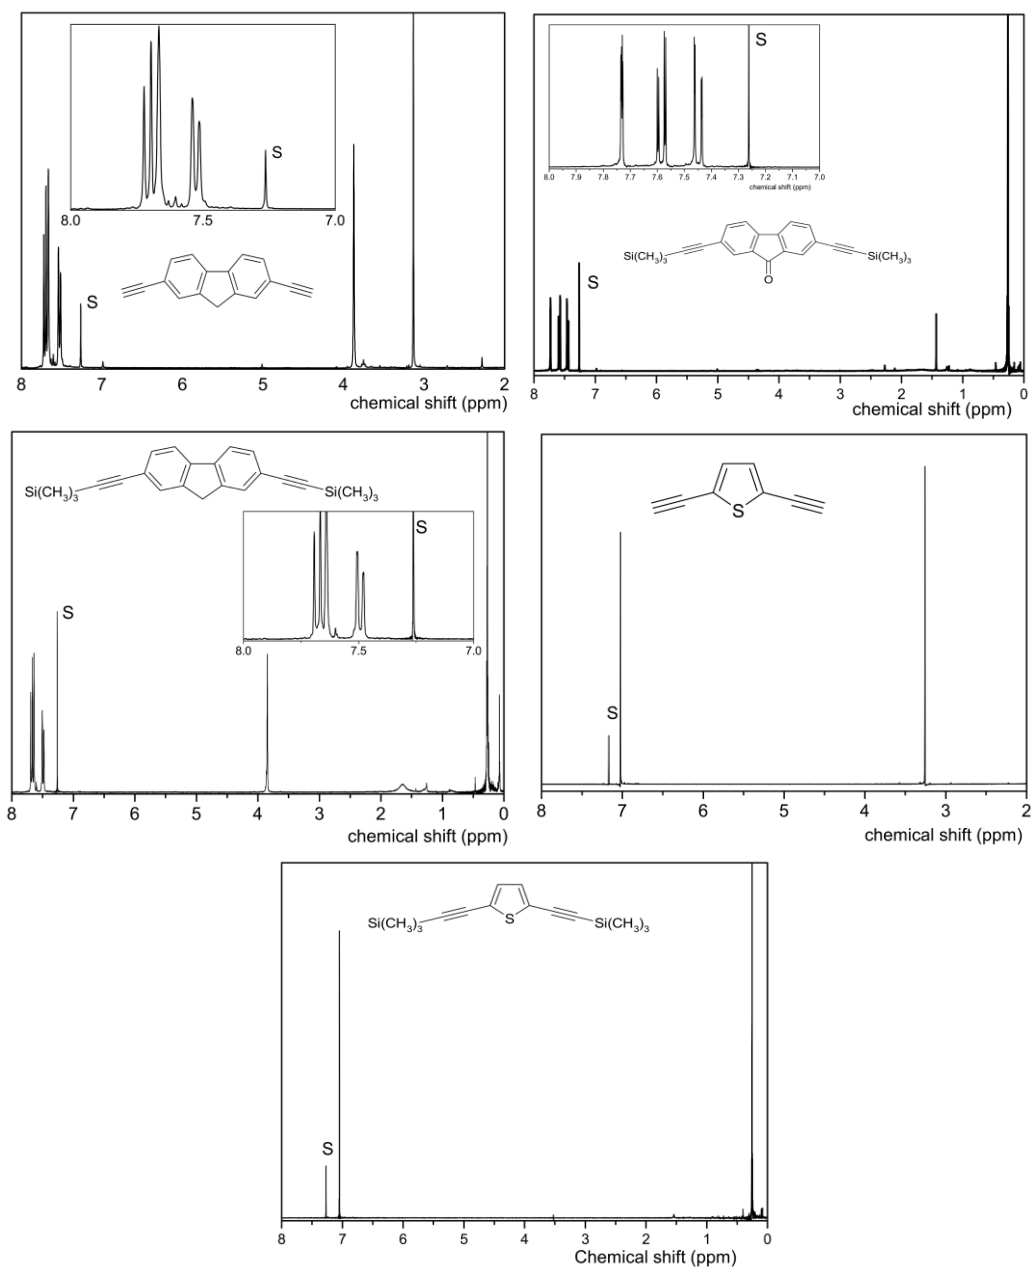 S
8.0 7.5 7.0
S
8 7 6 5 4 3 2
chemical shift (ppm)
S
8.0 7.9 7.8 7.7 7.6 7.5 7.4 7.3 7.2 7.1 7.0
chemical shift (ppm)
Si(CH₃)₃ Si(CH₃)₃
O
S
8 7 6 5 4 3 2 1 0
chemical shift (ppm)
Si(CH₃)₃ Si(CH₃)₃
S
8.0 7.5 7.0
S
8 7 6 5 4 3 2 1 0
chemical shift (ppm)
S
S
8 7 6 5 4 3 2
chemical shift (ppm)
Si(CH₃)₃ S Si(CH₃)₃
S
8 7 6 5 4 3 2 1 0
Chemical shift (ppm)